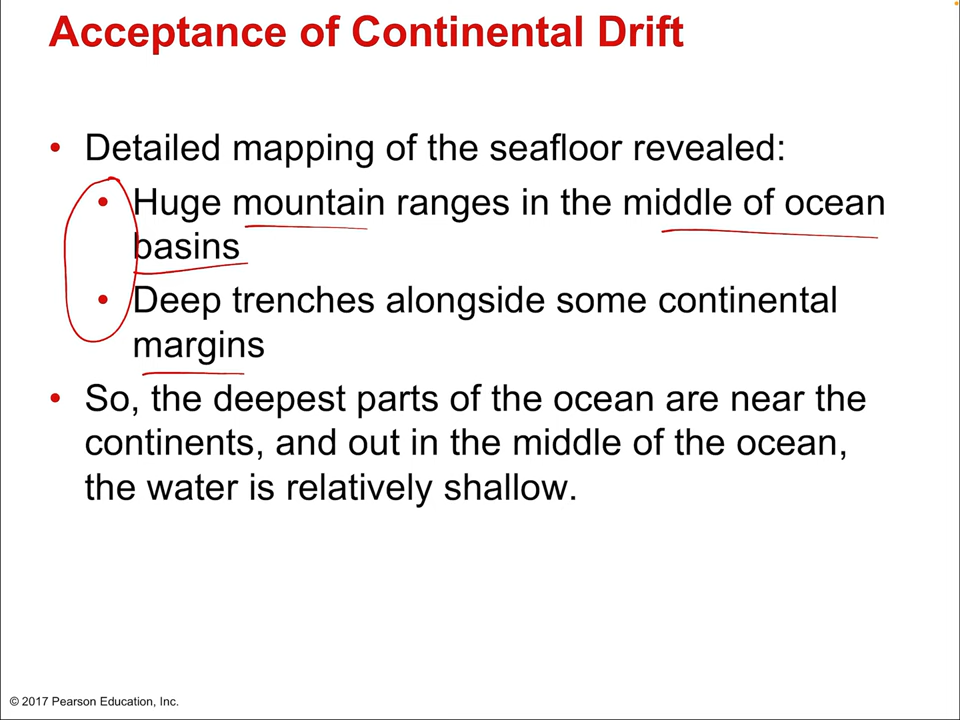 Acceptance of Continental Drift
• Detailed mapping of the seafloor revealed:
• Huge mountain ranges in the middle of ocean
basins
• Deep trenches alongside some continental
margins
• So, the deepest parts of the ocean are near the
continents, and out in the middle of the ocean,
the water is relatively shallow.
© 2017 Pearson Education, Inc.